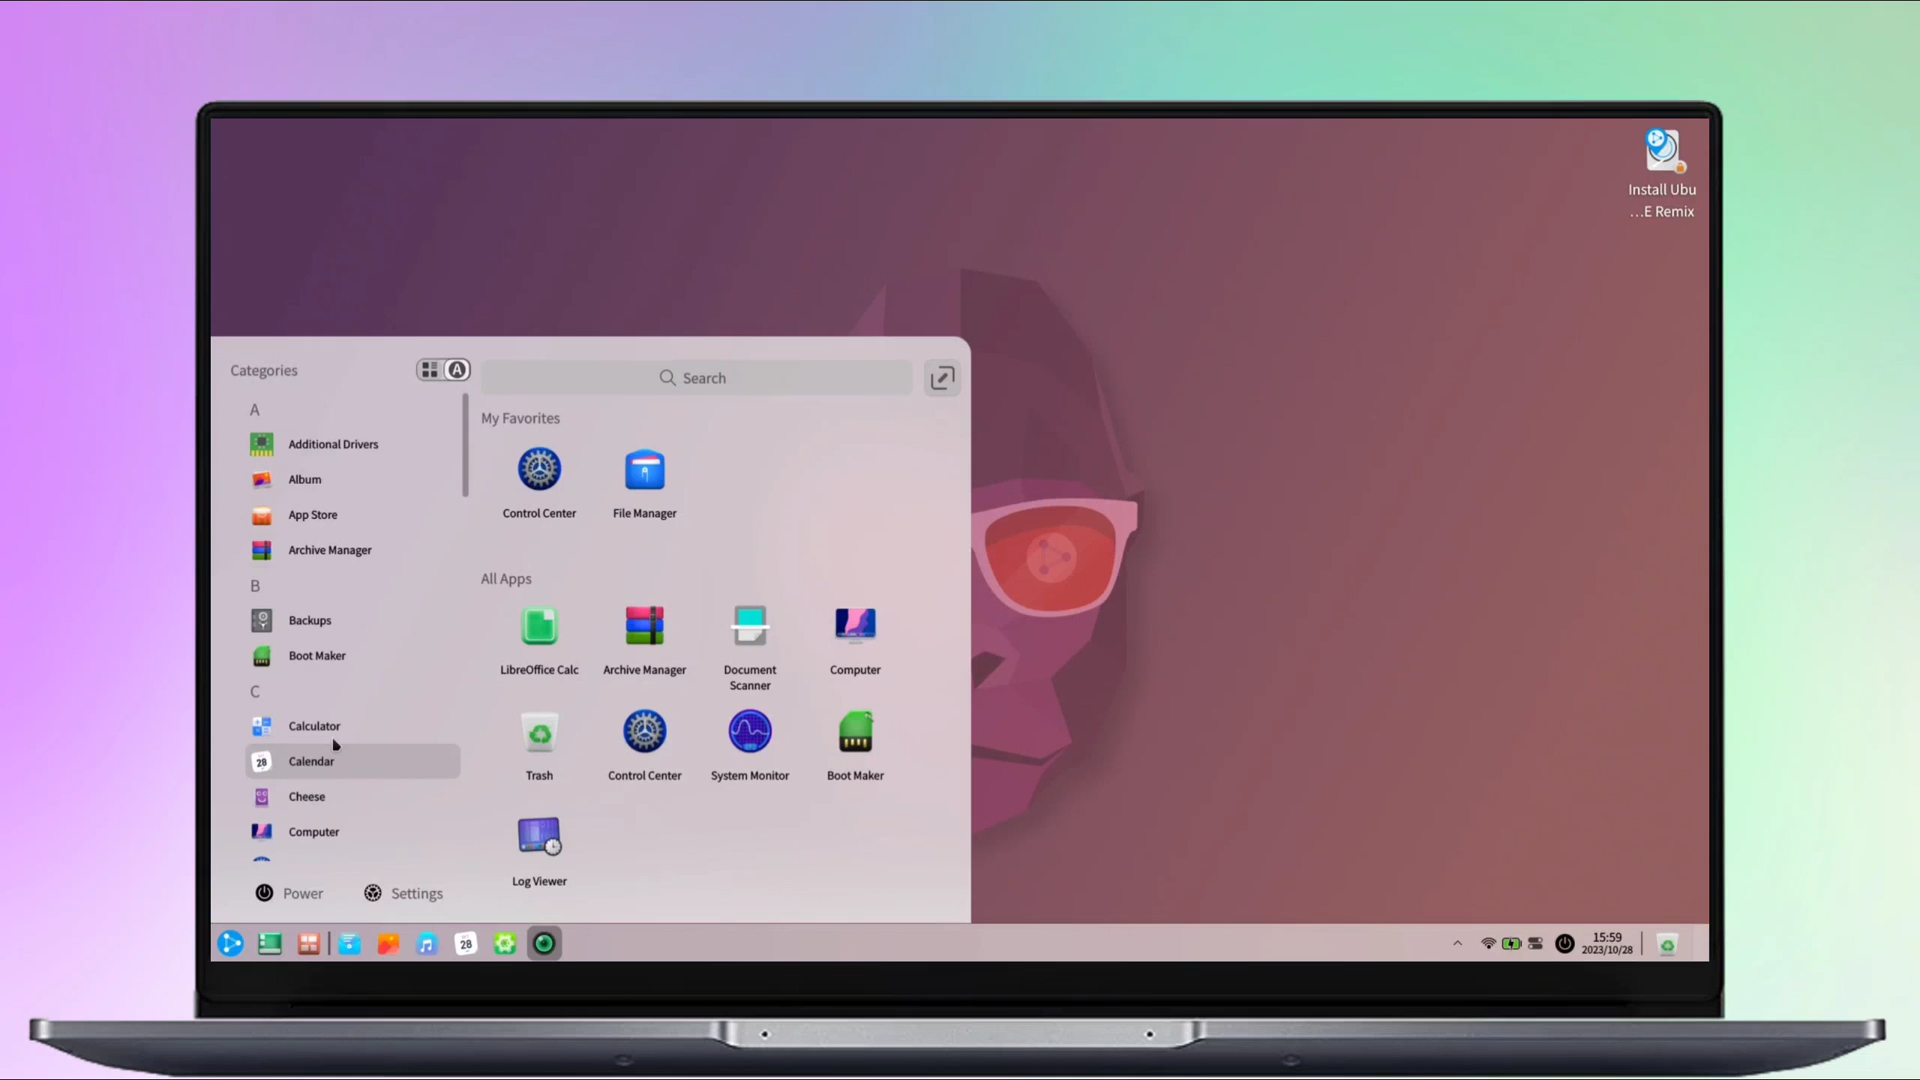 Install Ubu
...E Remix
Categories
A
Search
A
Additional Drivers
Album
App Store
Archive Manager
B
Backups
Boot Maker
C
Calculator
28
Calendar
Cheese
Computer
Power
Settings
My Favorites
Control Center
File Manager
All Apps
LibreOffice Calc
Archive Manager
Document
Scanner
Computer
Trash
Control Center
System Monitor
Boot Maker
Log Viewer
28
15:59
2023/10/28